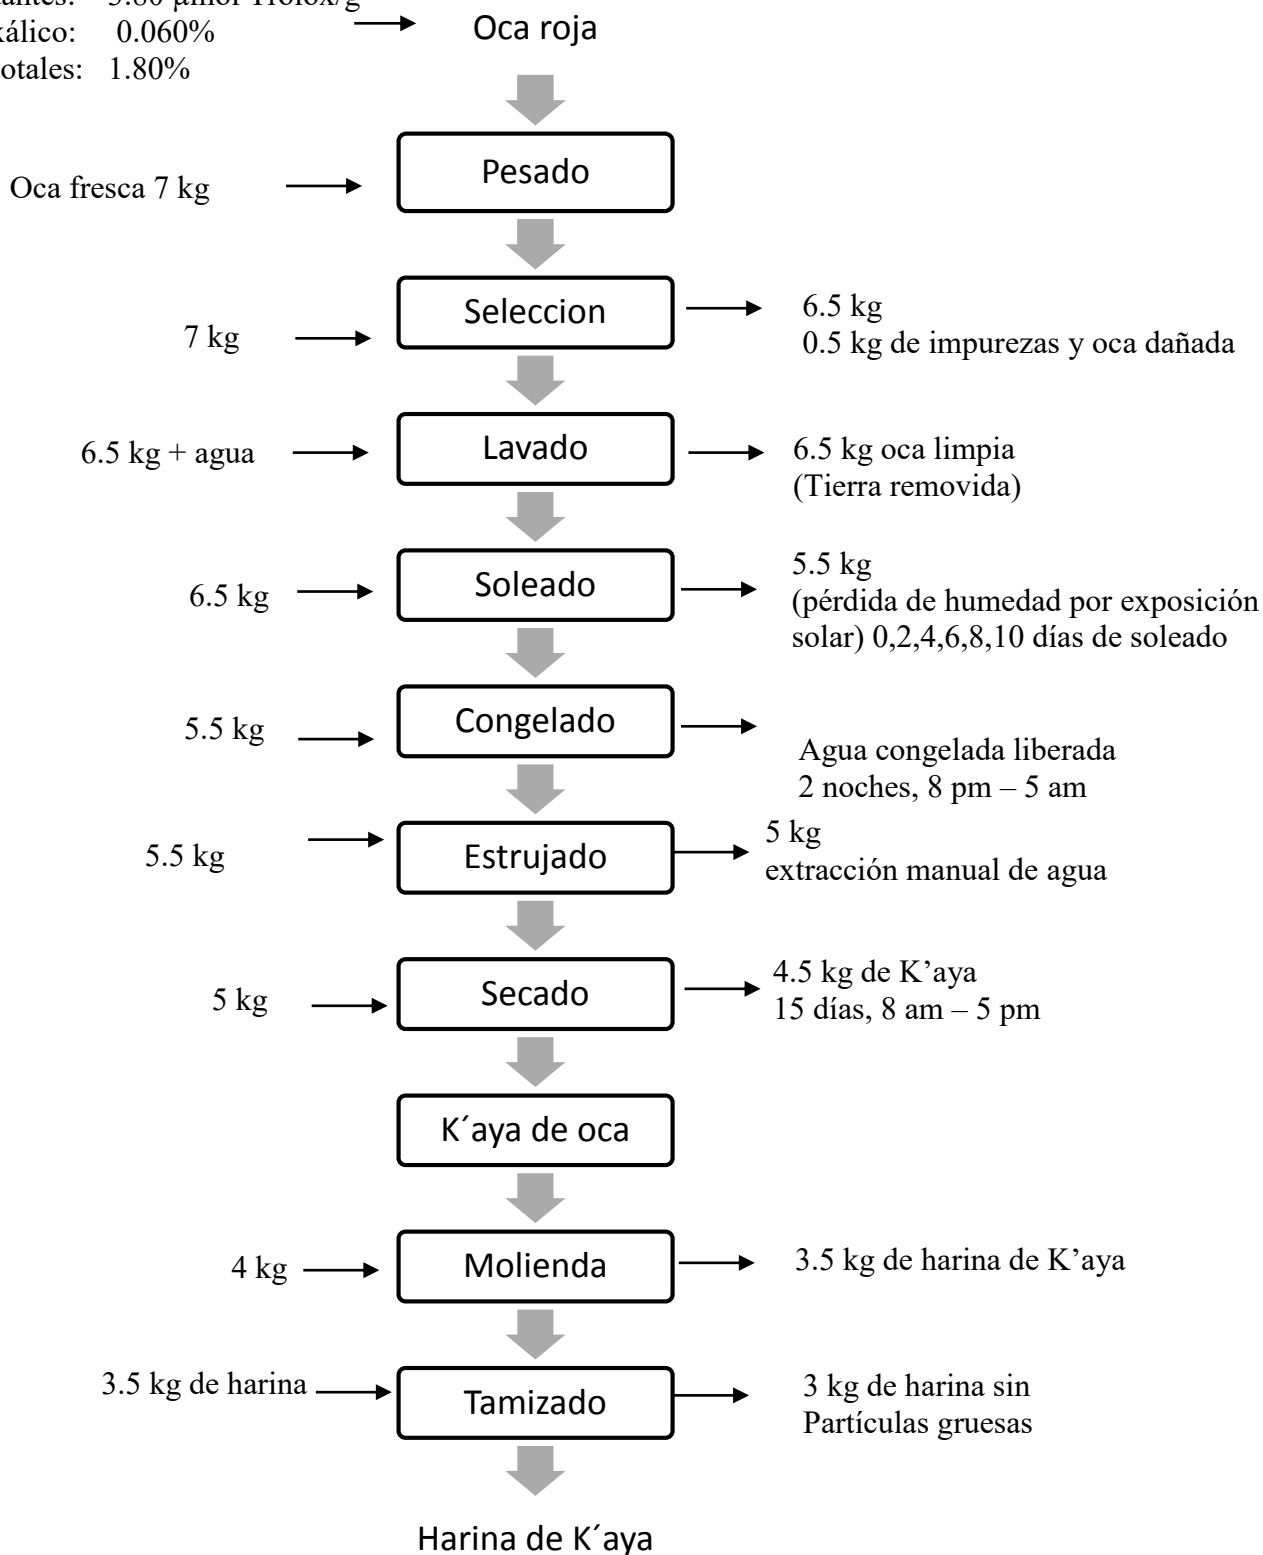 5.80 µmol Trolox/g
0.060%
1.80%
Oca roja
Pesado
Oca fresca 7 kg
Seleccion
7 kg
6.5 kg
0.5 kg de impurezas y oca dañada
Lavado
6.5 kg + agua
6.5 kg oca limpia
(Tierra removida)
Soleado
6.5 kg
5.5 kg
(pérdida de humedad por exposición
solar) 0,2,4,6,8,10 días de soleado
Congelado
5.5 kg
Agua congelada liberada
2 noches, 8 pm – 5 am
Estrujado
5.5 kg
5 kg
extracción manual de agua
Secado
5 kg
4.5 kg de K’aya
15 días, 8 am – 5 pm
K´aya de oca
Molienda
4 kg
3.5 kg de harina de K’aya
Tamizado
3.5 kg de harina
3 kg de harina sin
Partículas gruesas
Harina de K´aya